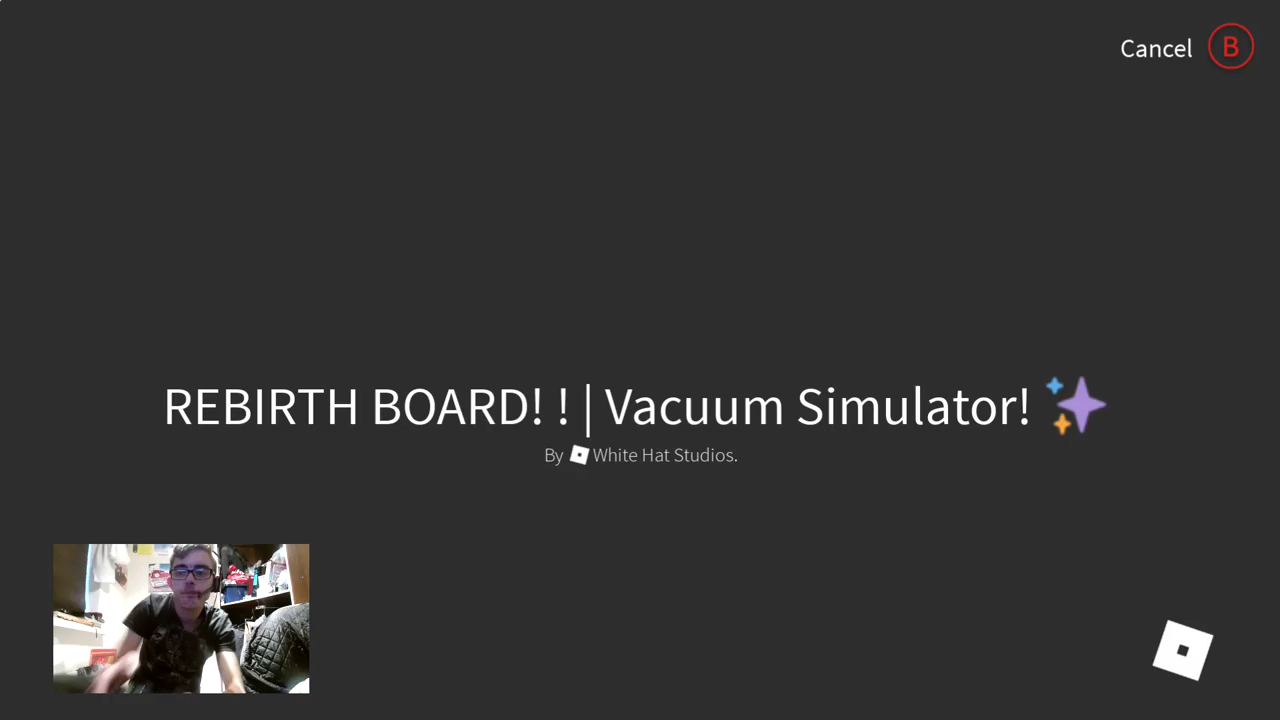 Cancel B
REBIRTH BOARD! ! | Vacuum Simulator! ✨
By White Hat Studios.